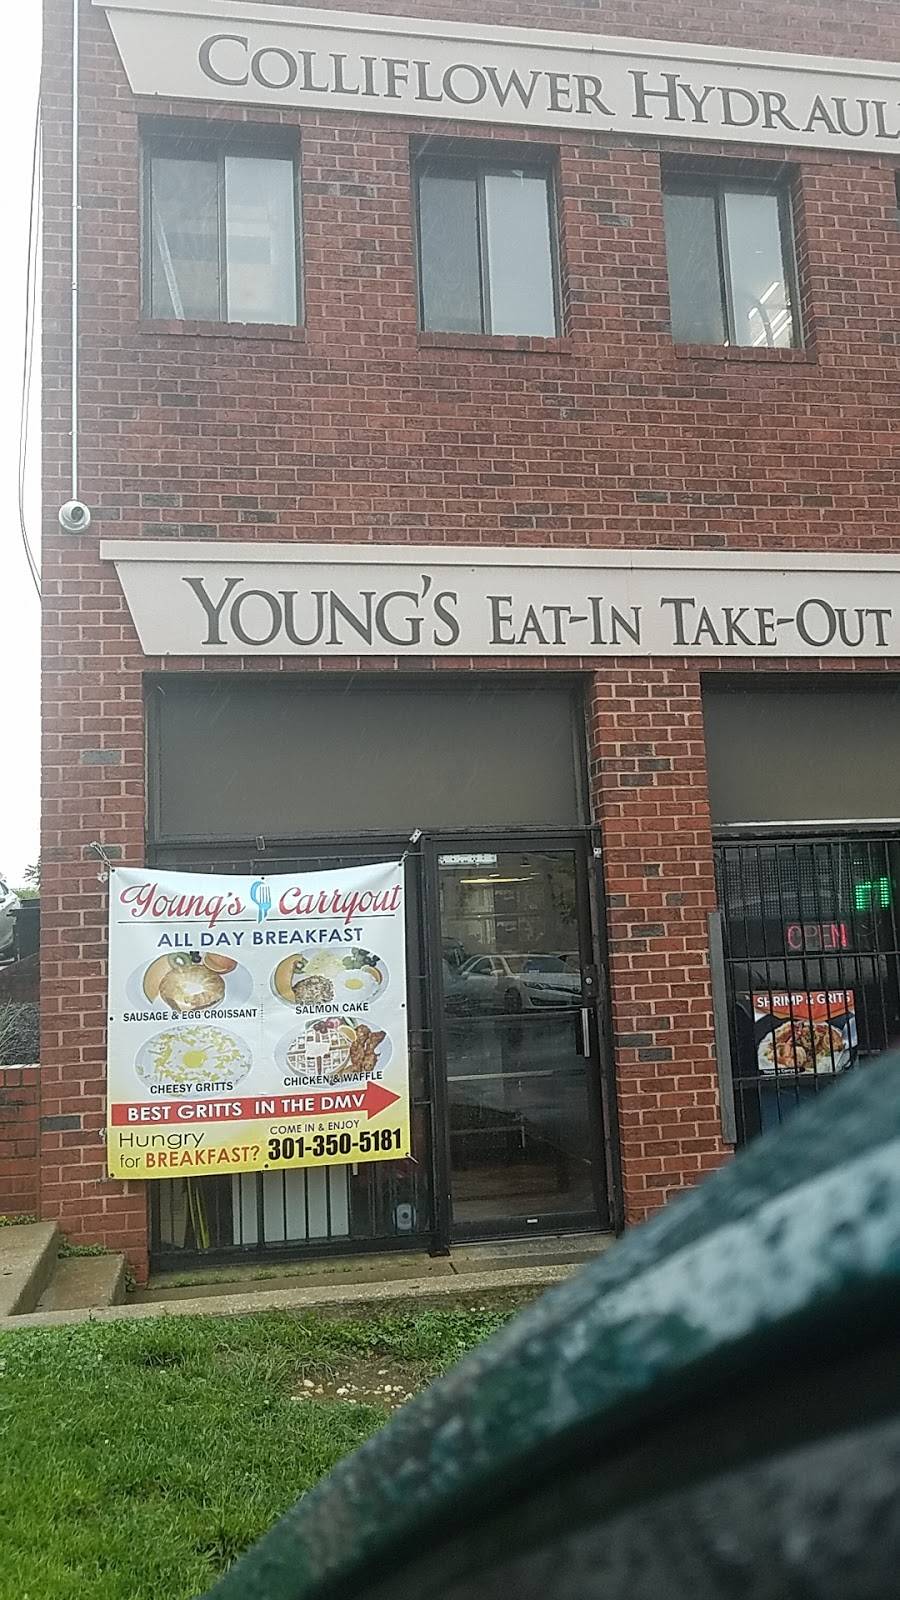 COLLIFLOWER HYDRAUL
YOUNG'S EAT-IN TAKE-OUT
Young's Carryout
ALL DAY BREAKFAST
SAUSAGE & EGG CROISSANT
SALMON CAKE
CHEESY GRITTS
CHICKEN & WAFFLE
BEST GRITTS IN THE DMV
Hungry
for BREAKFAST?
COME IN & ENJOY
301-350-5181
OPEN
SHRIMP & GRITS